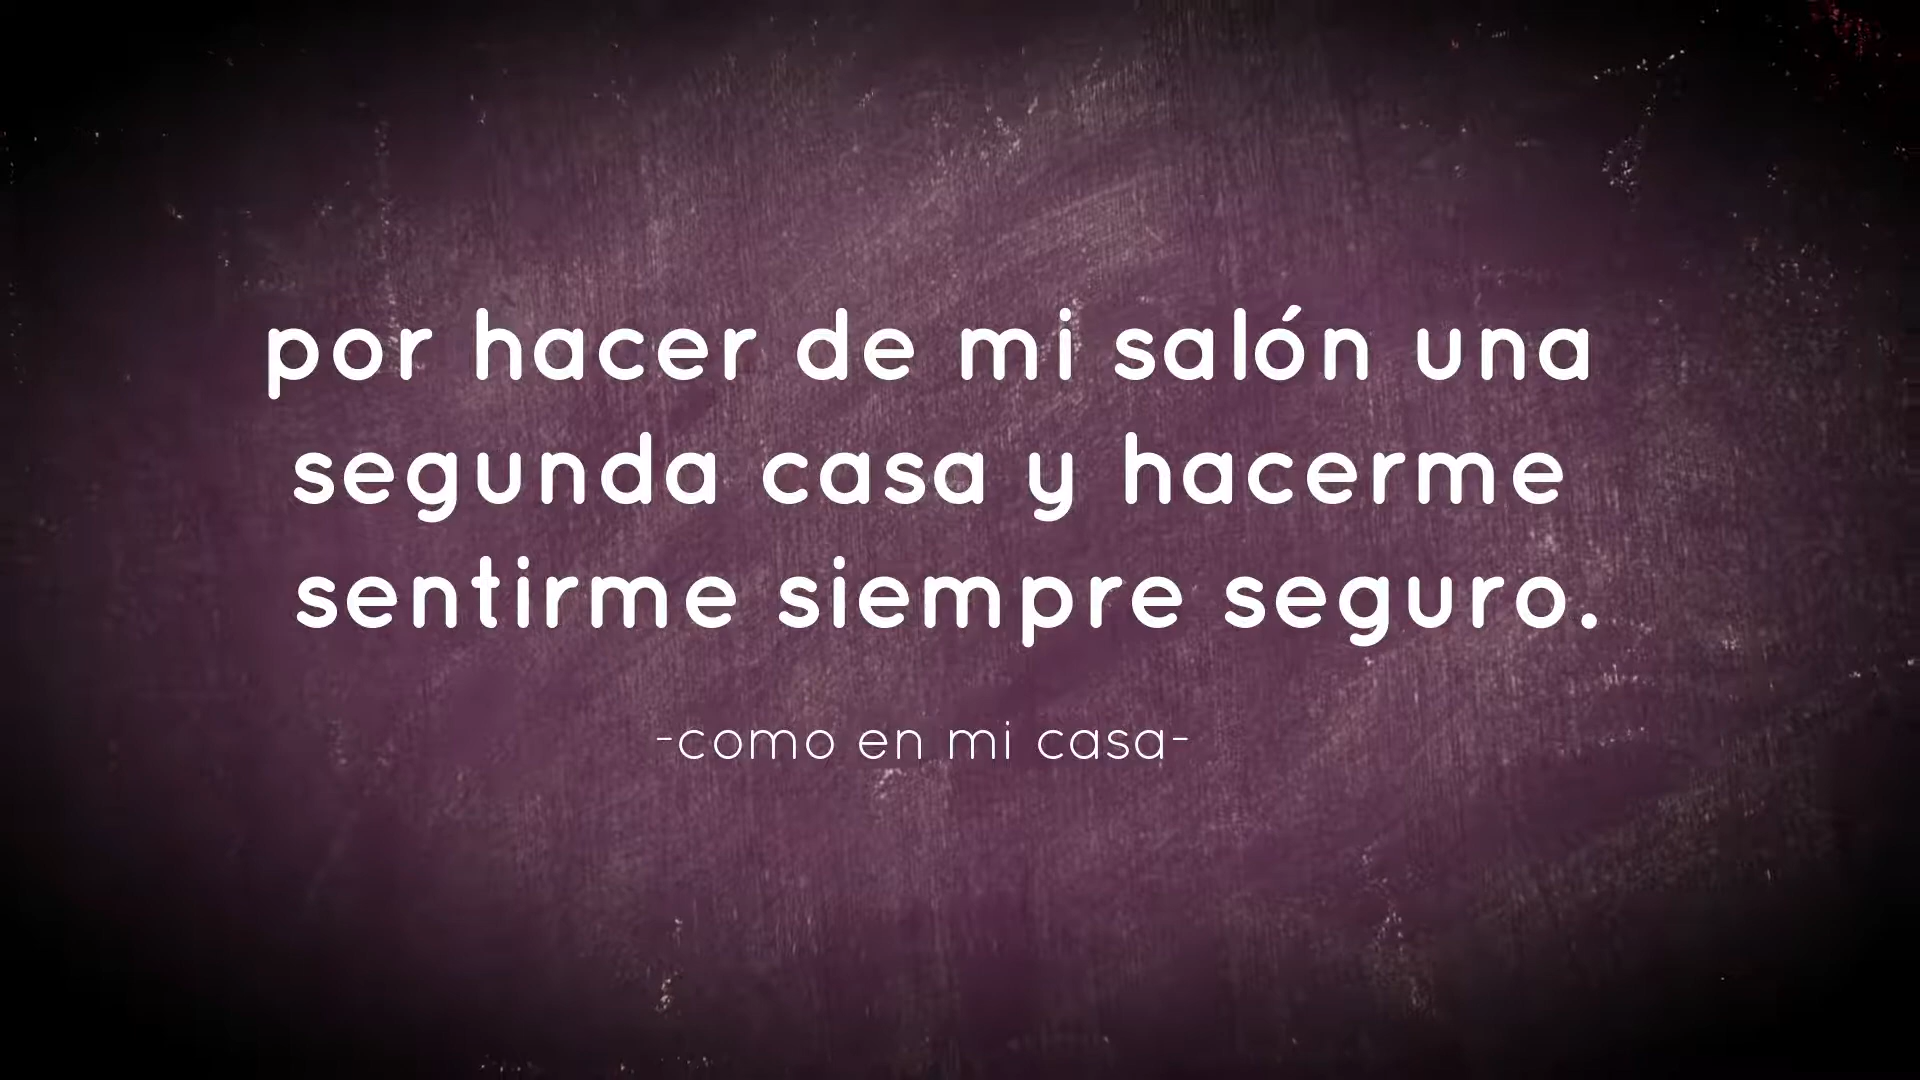 por hacer de mi salón una
segunda casa y hacerme
sentirme siempre seguro.
-como en mi casa-